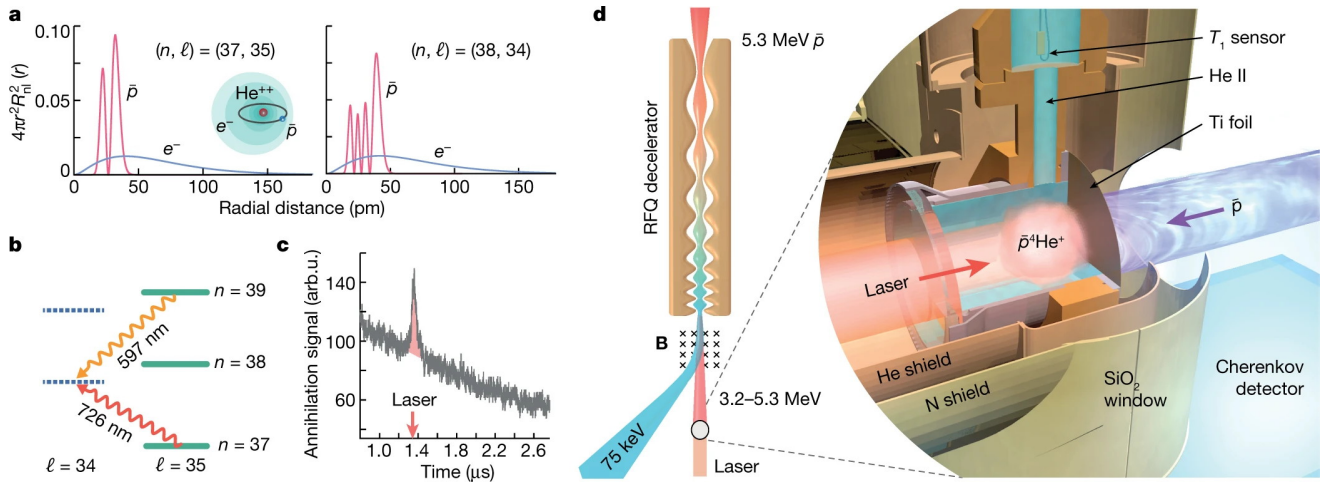 a
0.10
0.05
0
4πr²R²nl (r)
(n, ℓ) = (37, 35)
p̄
He++
e−
p̄
e−
0 50 100 150
(n, ℓ) = (38, 34)
p̄
e−
0 50 100 150
Radial distance (pm)
b
n = 39
597 nm
n = 38
726 nm
n = 37
ℓ = 34 ℓ = 35
c
Annihilation signal (arb.u.)
140
100
60
Laser
1.0 1.4 1.8 2.2 2.6
Time (μs)
d
5.3 MeV p̄
RFQ decelerator
B
3.2–5.3 MeV
75 keV
Laser
T1 sensor
He II
Ti foil
p̄
p̄4He+
Laser
He shield
N shield
SiO2
window
Cherenkov
detector